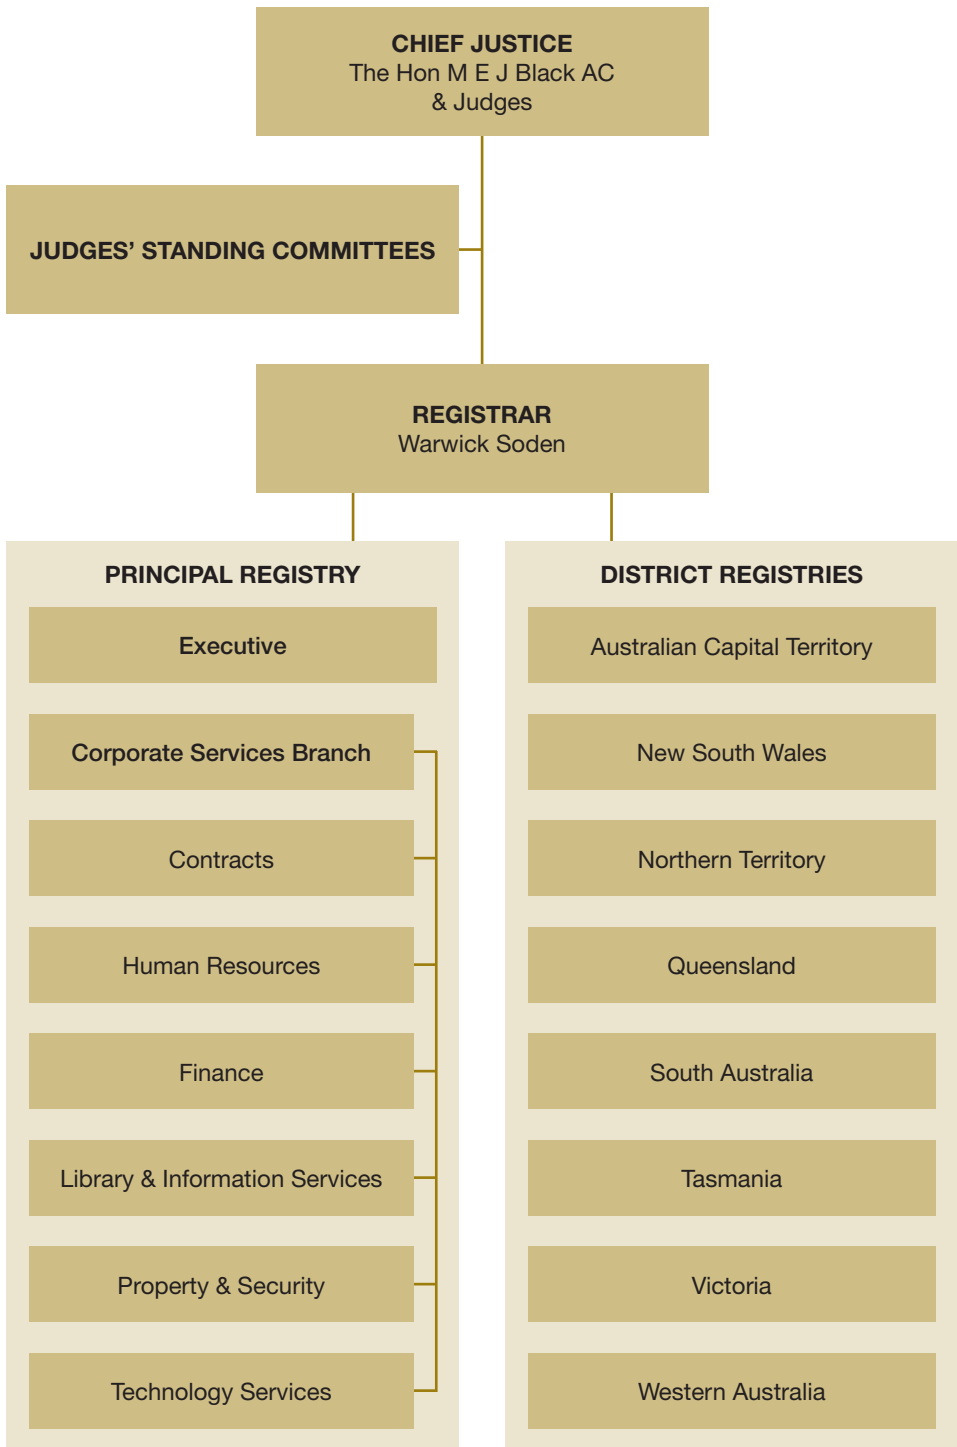 CHIEF JUSTICE
The Hon M E J Black AC
& Judges
JUDGES’ STANDING COMMITTEES
REGISTRAR
Warwick Soden
PRINCIPAL REGISTRY
Executive
Corporate Services Branch
Contracts
Human Resources
Finance
Library & Information Services
Property & Security
Technology Services
DISTRICT REGISTRIES
Australian Capital Territory
New South Wales
Northern Territory
Queensland
South Australia
Tasmania
Victoria
Western Australia